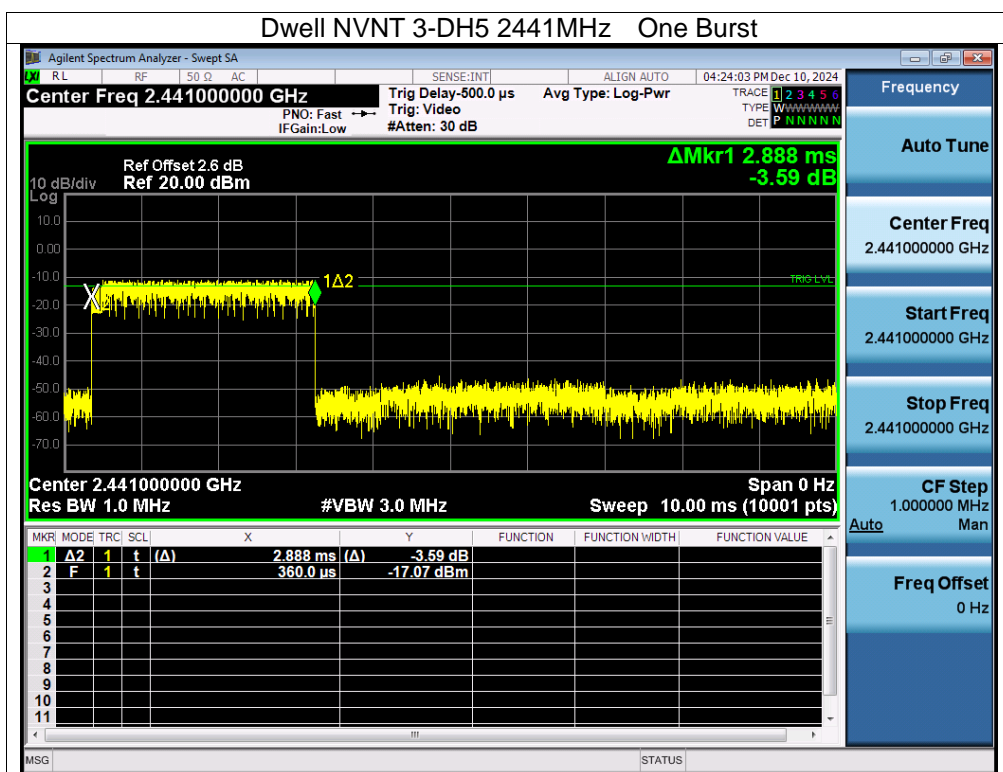 Dwell NVNT 3-DH5 2441MHz One Burst
Agilent Spectrum Analyzer - Swept SA
LXI RL RF 50 Ω AC SENSE:INT ALIGN AUTO 04:24:03 PM Dec 10, 2024
Center Freq 2.441000000 GHz
PNO: Fast
IFGain:Low
Trig Delay-500.0 µs
Trig: Video
#Atten: 30 dB
Avg Type: Log-Pwr
TRACE 1 2 3 4 5 6
TYPE WWWWWW
DET P N N N N N
Frequency
Auto Tune
Center Freq
2.441000000 GHz
Start Freq
2.441000000 GHz
Stop Freq
2.441000000 GHz
CF Step
1.000000 MHz
Auto Man
Freq Offset
0 Hz
ΔMkr1 2.888 ms
-3.59 dB
Ref Offset 2.6 dB
10 dB/div Ref 20.00 dBm
Log
10.0
0.00
-10.0
-20.0
-30.0
-40.0
-50.0
-60.0
-70.0
1Δ2
TRIG LVL
Center 2.441000000 GHz Span 0 Hz
Res BW 1.0 MHz #VBW 3.0 MHz Sweep 10.00 ms (10001 pts)
MKR MODE TRC SCL X Y FUNCTION FUNCTION WIDTH FUNCTION VALUE
1 Δ2 1 t (Δ) 2.888 ms (Δ) -3.59 dB
2 F 1 t 360.0 µs -17.07 dBm
3
4
5
6
7
8
9
10
11
MSG STATUS